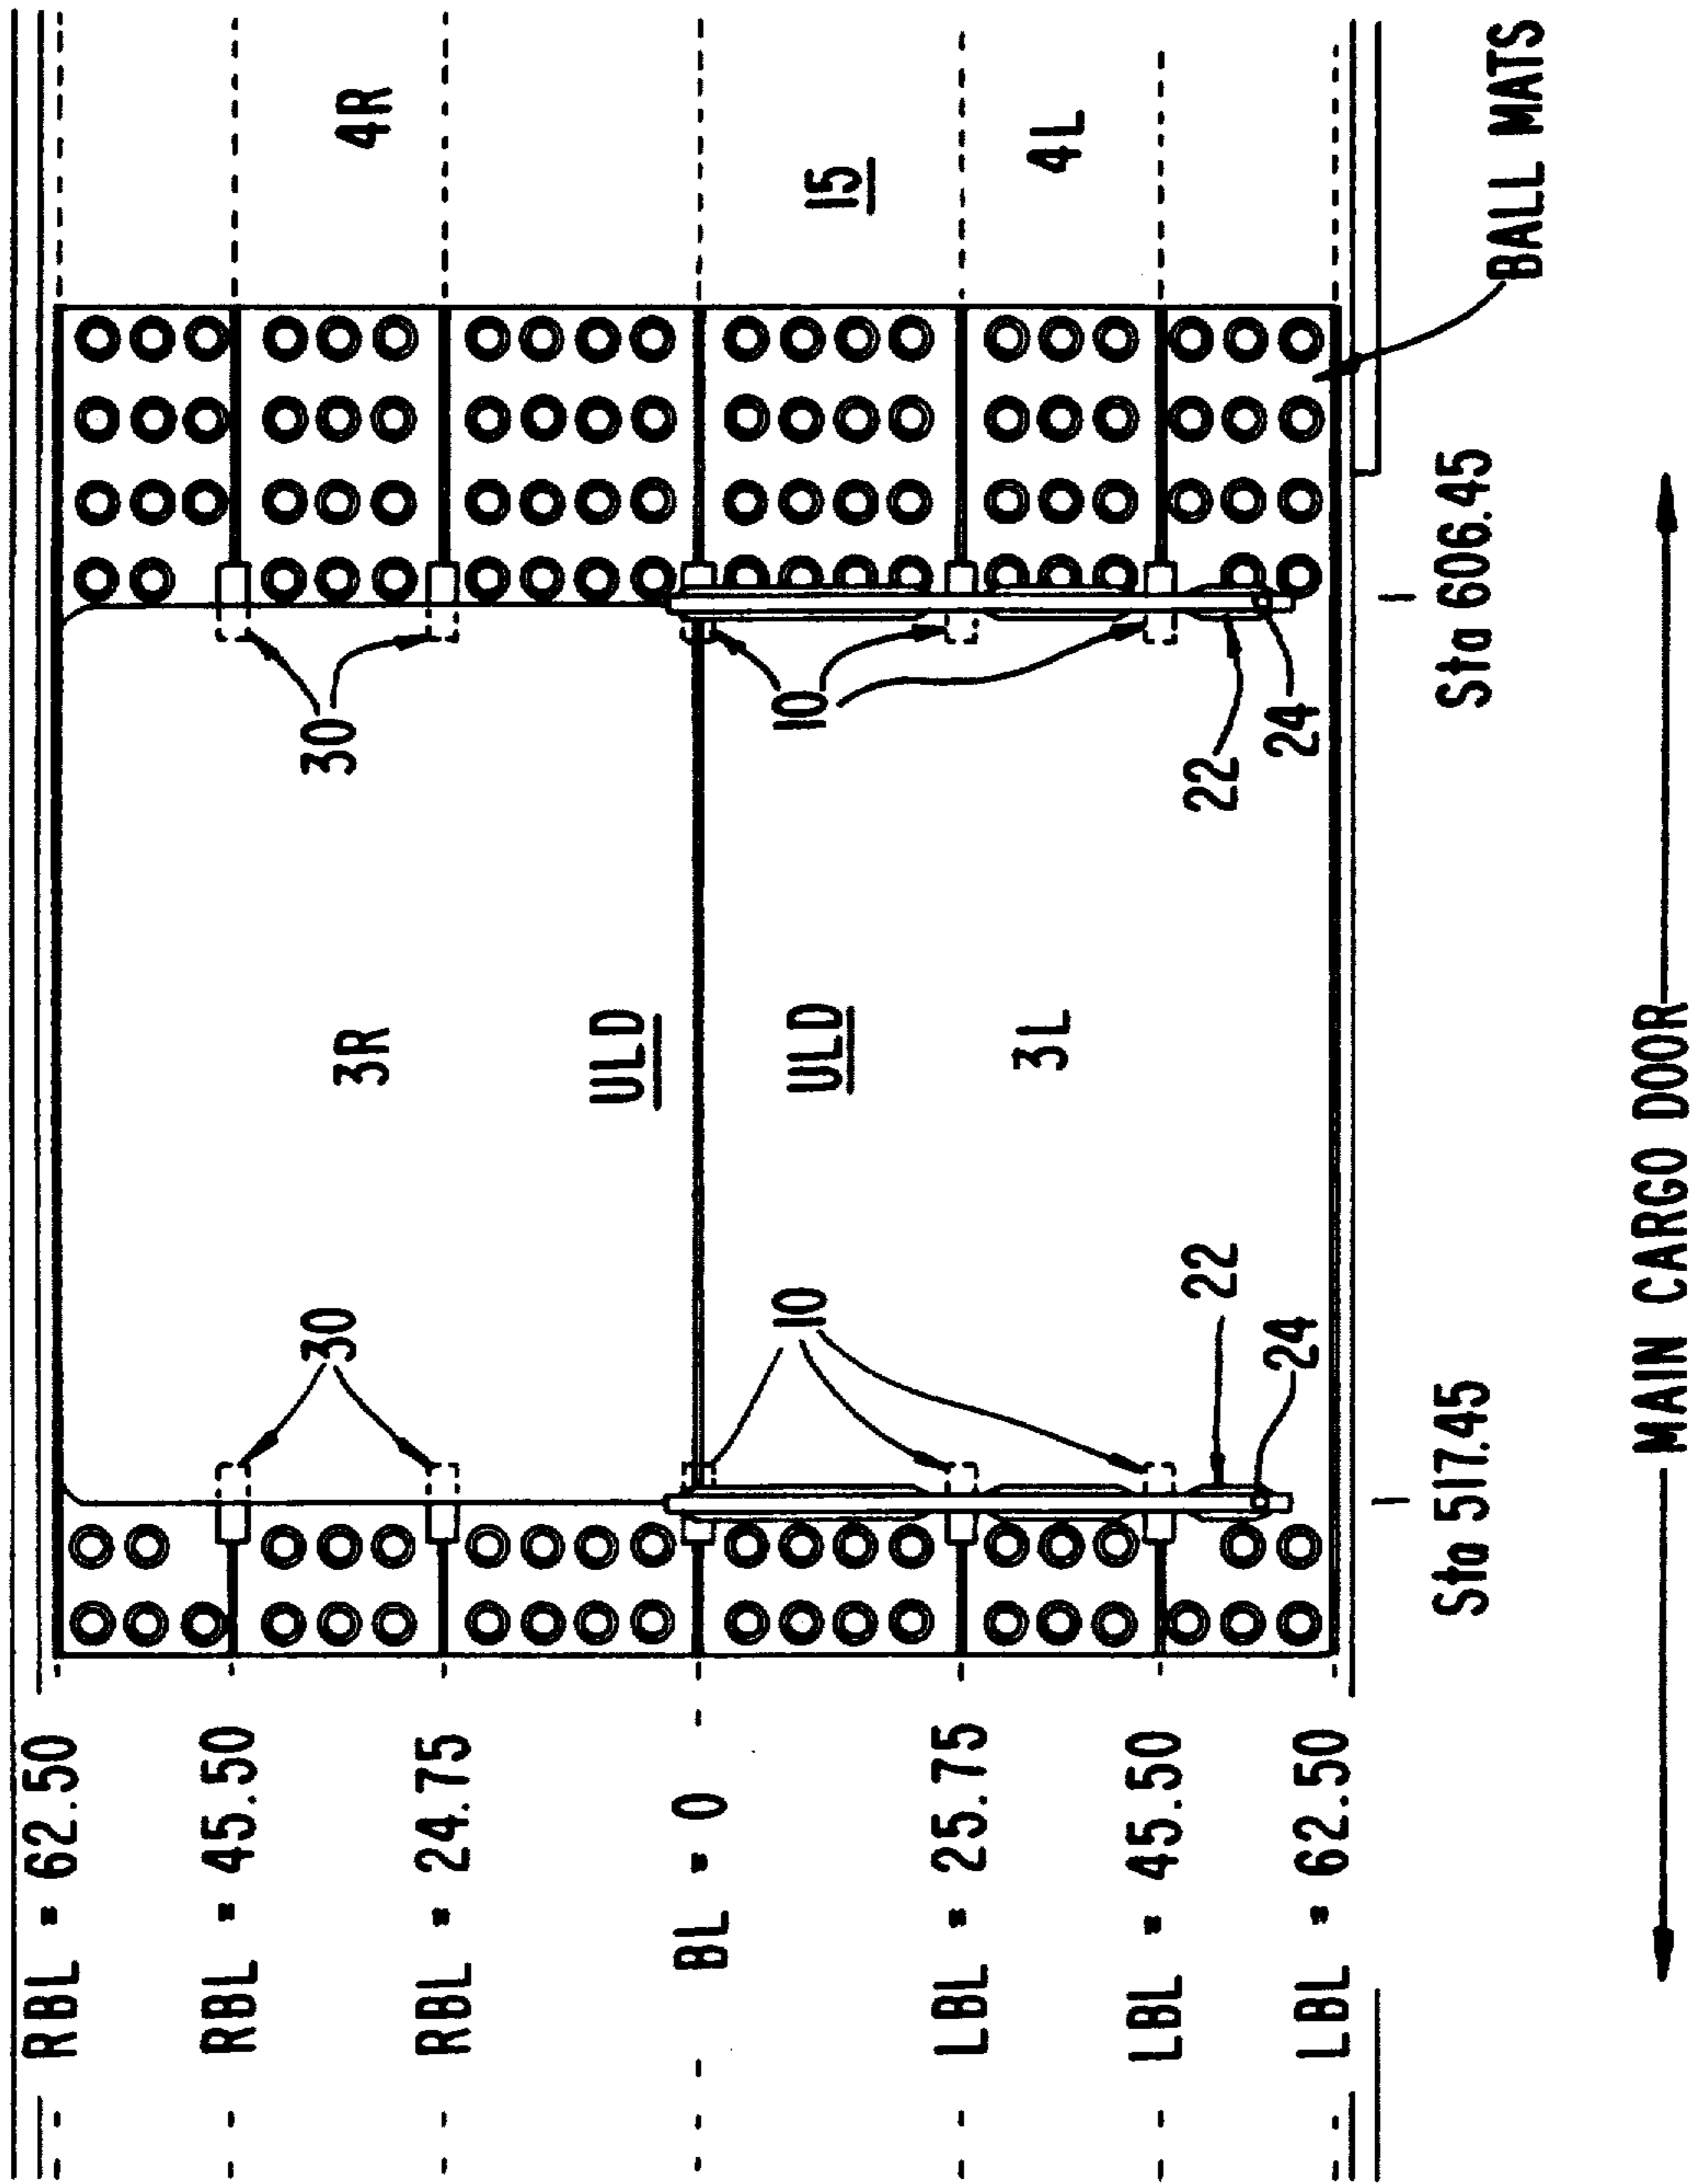 RBL = 62.50
RBL = 45.50
RBL = 24.75
BL = 0
LBL = 25.75
LBL = 45.50
LBL = 62.50
30
30
4R
3R
ULD
15
10
10
ULD
4L
3L
22
22
24
24
Sta 517.45
Sta 606.45
BALL MATS
MAIN CARGO DOOR